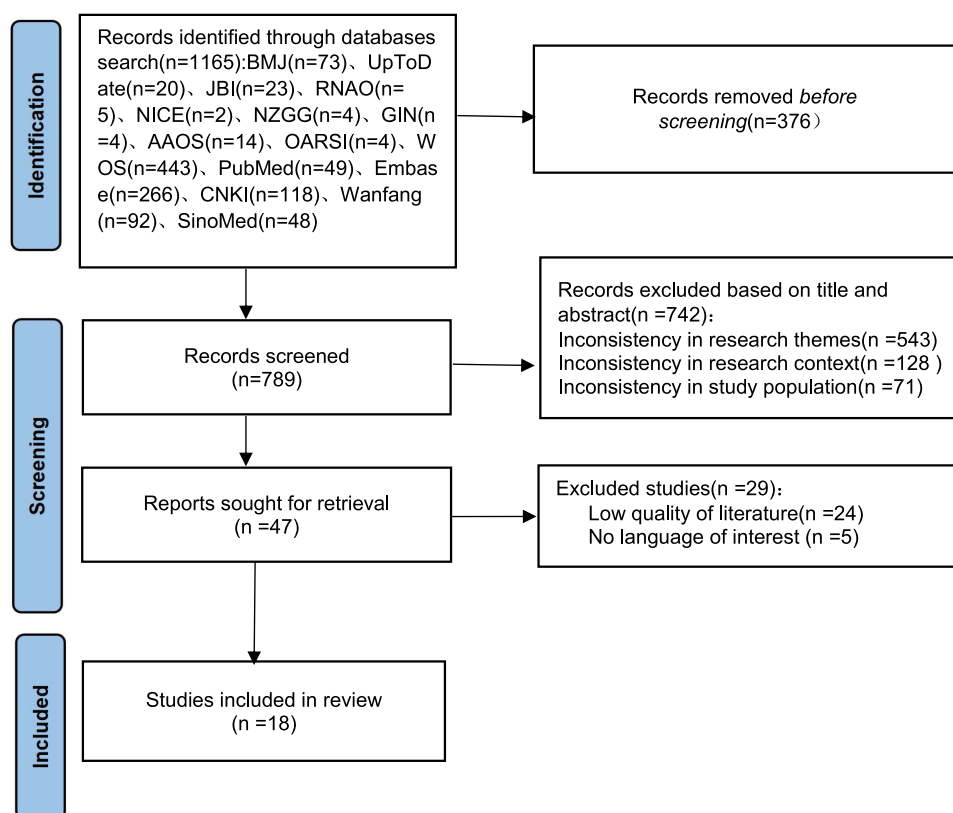 Identification
Records identified through databases
search(n=1165):BMJ(n=73)、UpToD
ate(n=20)、JBI(n=23)、RNAO(n=
5)、NICE(n=2)、NZGG(n=4)、GIN(n
=4)、AAOS(n=14)、OARSI(n=4)、W
OS(n=443)、PubMed(n=49)、Embas
e(n=266)、CNKI(n=118)、Wanfang
(n=92)、SinoMed(n=48)
Records removed before
screening(n=376）
Screening
Records screened
(n=789)
Records excluded based on title and
abstract(n =742)：
Inconsistency in research themes(n =543)
Inconsistency in research context(n =128 )
Inconsistency in study population(n =71)
Reports sought for retrieval
(n =47)
Excluded studies(n =29)：
Low quality of literature(n =24)
No language of interest (n =5)
Included
Studies included in review
(n =18)